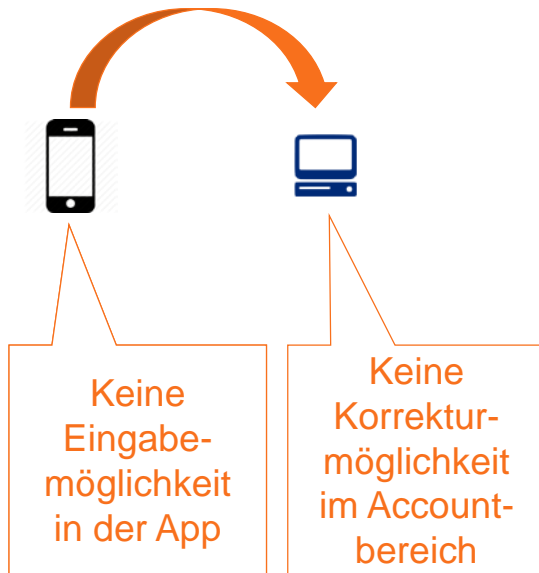 Keine
Eingabe-
möglichkeit
in der App
Keine
Korrektur-
möglichkeit
im Account-
bereich